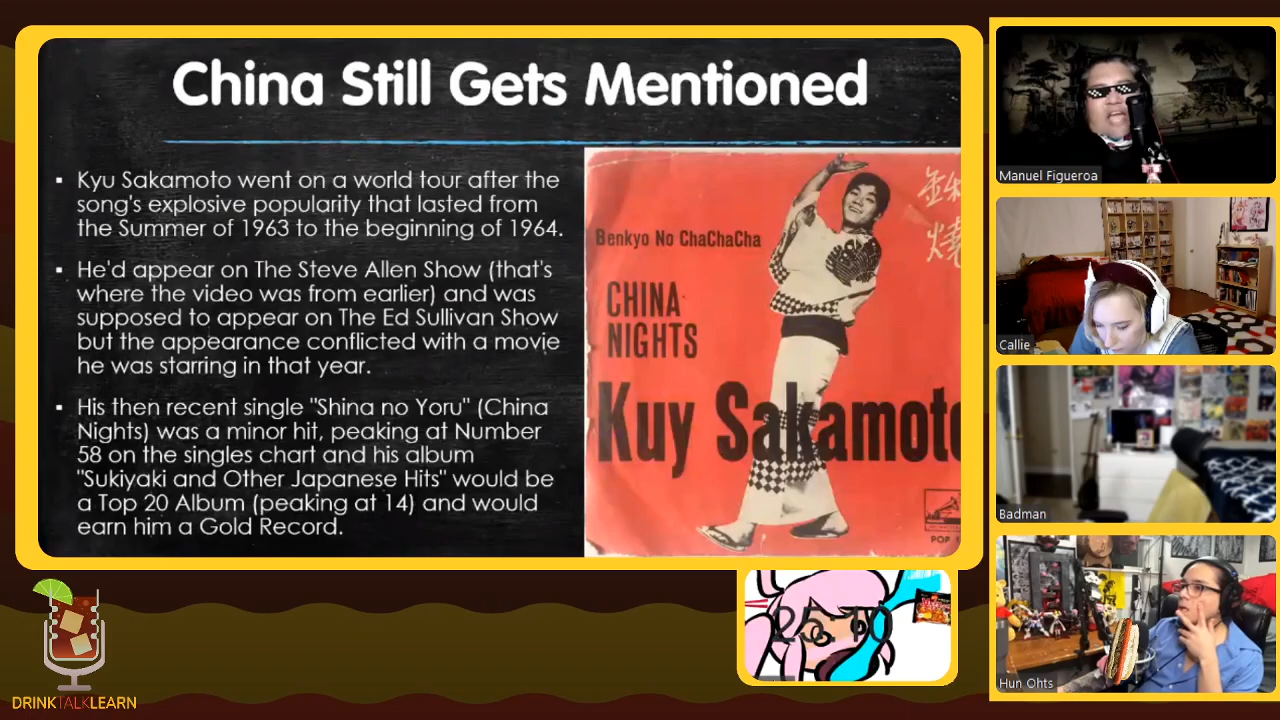 China Still Gets Mentioned
▪ Kyu Sakamoto went on a world tour after the
song's explosive popularity that lasted from
the Summer of 1963 to the beginning of 1964.
▪ He'd appear on The Steve Allen Show (that's
where the video was from earlier) and was
supposed to appear on The Ed Sullivan Show
but the appearance conflicted with a movie
he was starring in that year.
▪ His then recent single "Shina no Yoru" (China
Nights) was a minor hit, peaking at Number
58 on the singles chart and his album
"Sukiyaki and Other Japanese Hits" would be
a Top 20 Album (peaking at 14) and would
earn him a Gold Record.
Benkyo No ChaChaCha
CHINA
NIGHTS
Kuy Sakamoto
POP
Manuel Figueroa
Callie
Badman
Hun Ohts
DRINKTALKLEARN